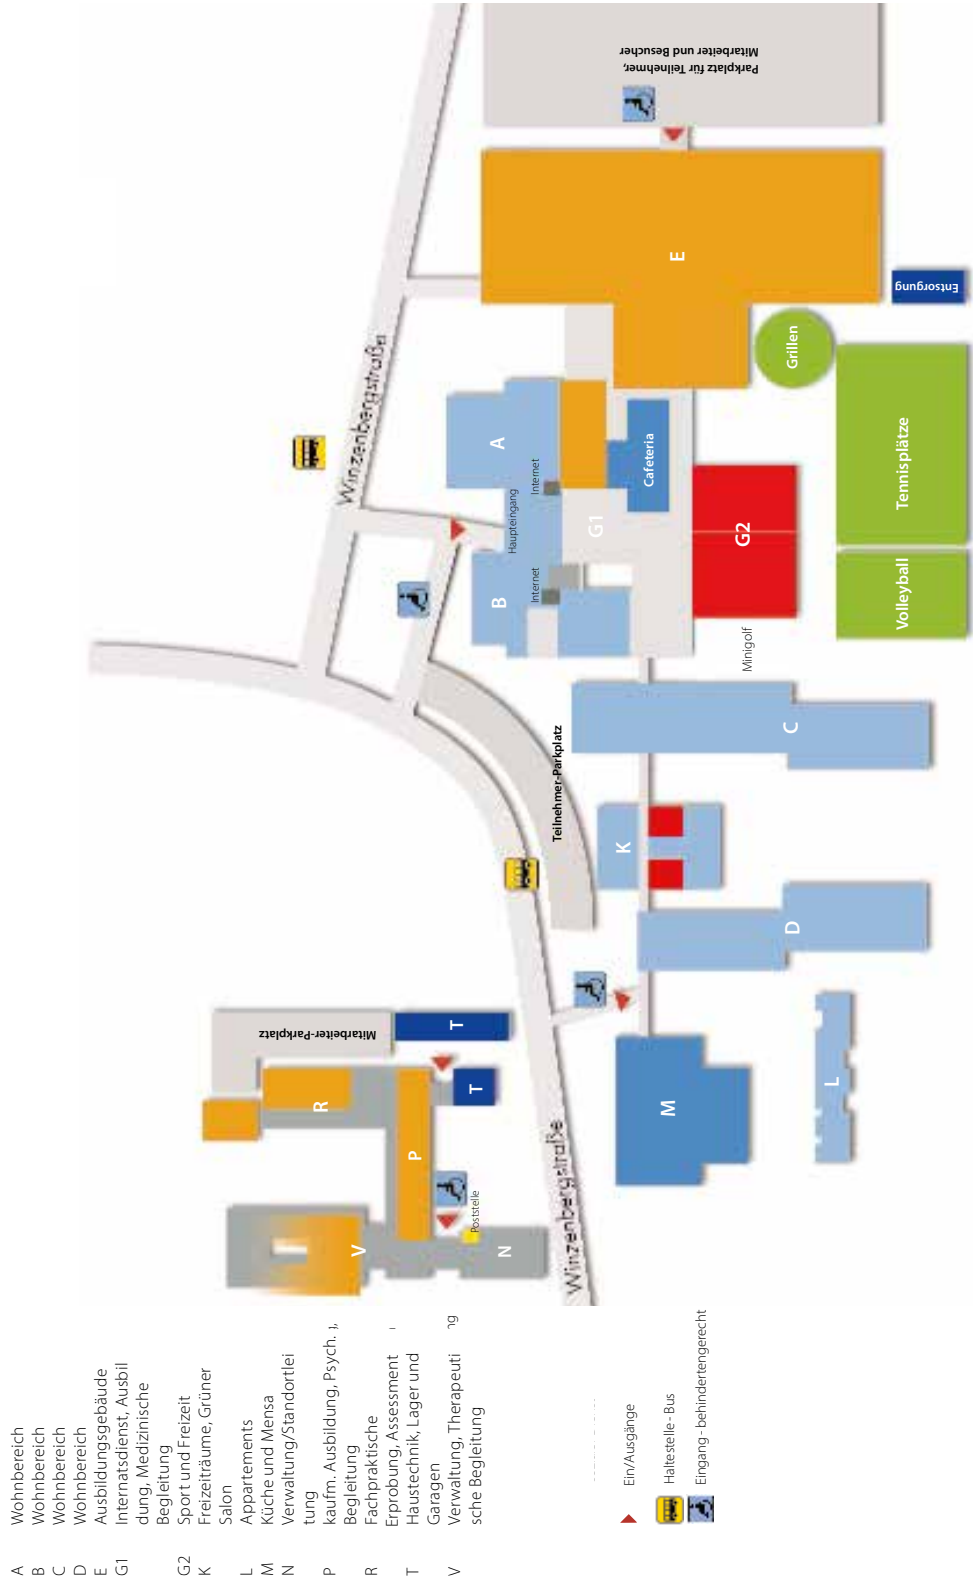 Parkplatz für Teilnehmer,
Mitarbeiter und Besucher
Winzenbergstraße
E
Entsorgung
Grillen
A
Cafeteria
Internet
Haupteingang
G1
G2
Tennisplätze
Volleyball
B
Internet
Minigolf
C
Teilnehmer-Parkplatz
K
D
Mitarbeiter-Parkplatz
T
T
R
P
M
L
Poststelle
V
N
Winzenbergstraße
A Wohnbereich
B Wohnbereich
C Wohnbereich
D Wohnbereich
E Ausbildungsgebäude
G1 Internatsdienst, Ausbil
dung, Medizinische
Begleitung
G2 Sport und Freizeit
K Freizeiträume, Grüner
Salon
L Appartements
M Küche und Mensa
N Verwaltung/Standortlei
tung
P kaufm. Ausbildung, Psych.
Begleitung
R Fachpraktische
Erprobung, Assessment
T Haustechnik, Lager und
Garagen
V Verwaltung, Therapeuti ng
sche Begleitung
Ein/Ausgänge
Haltestelle - Bus
Eingang - behindertengerecht